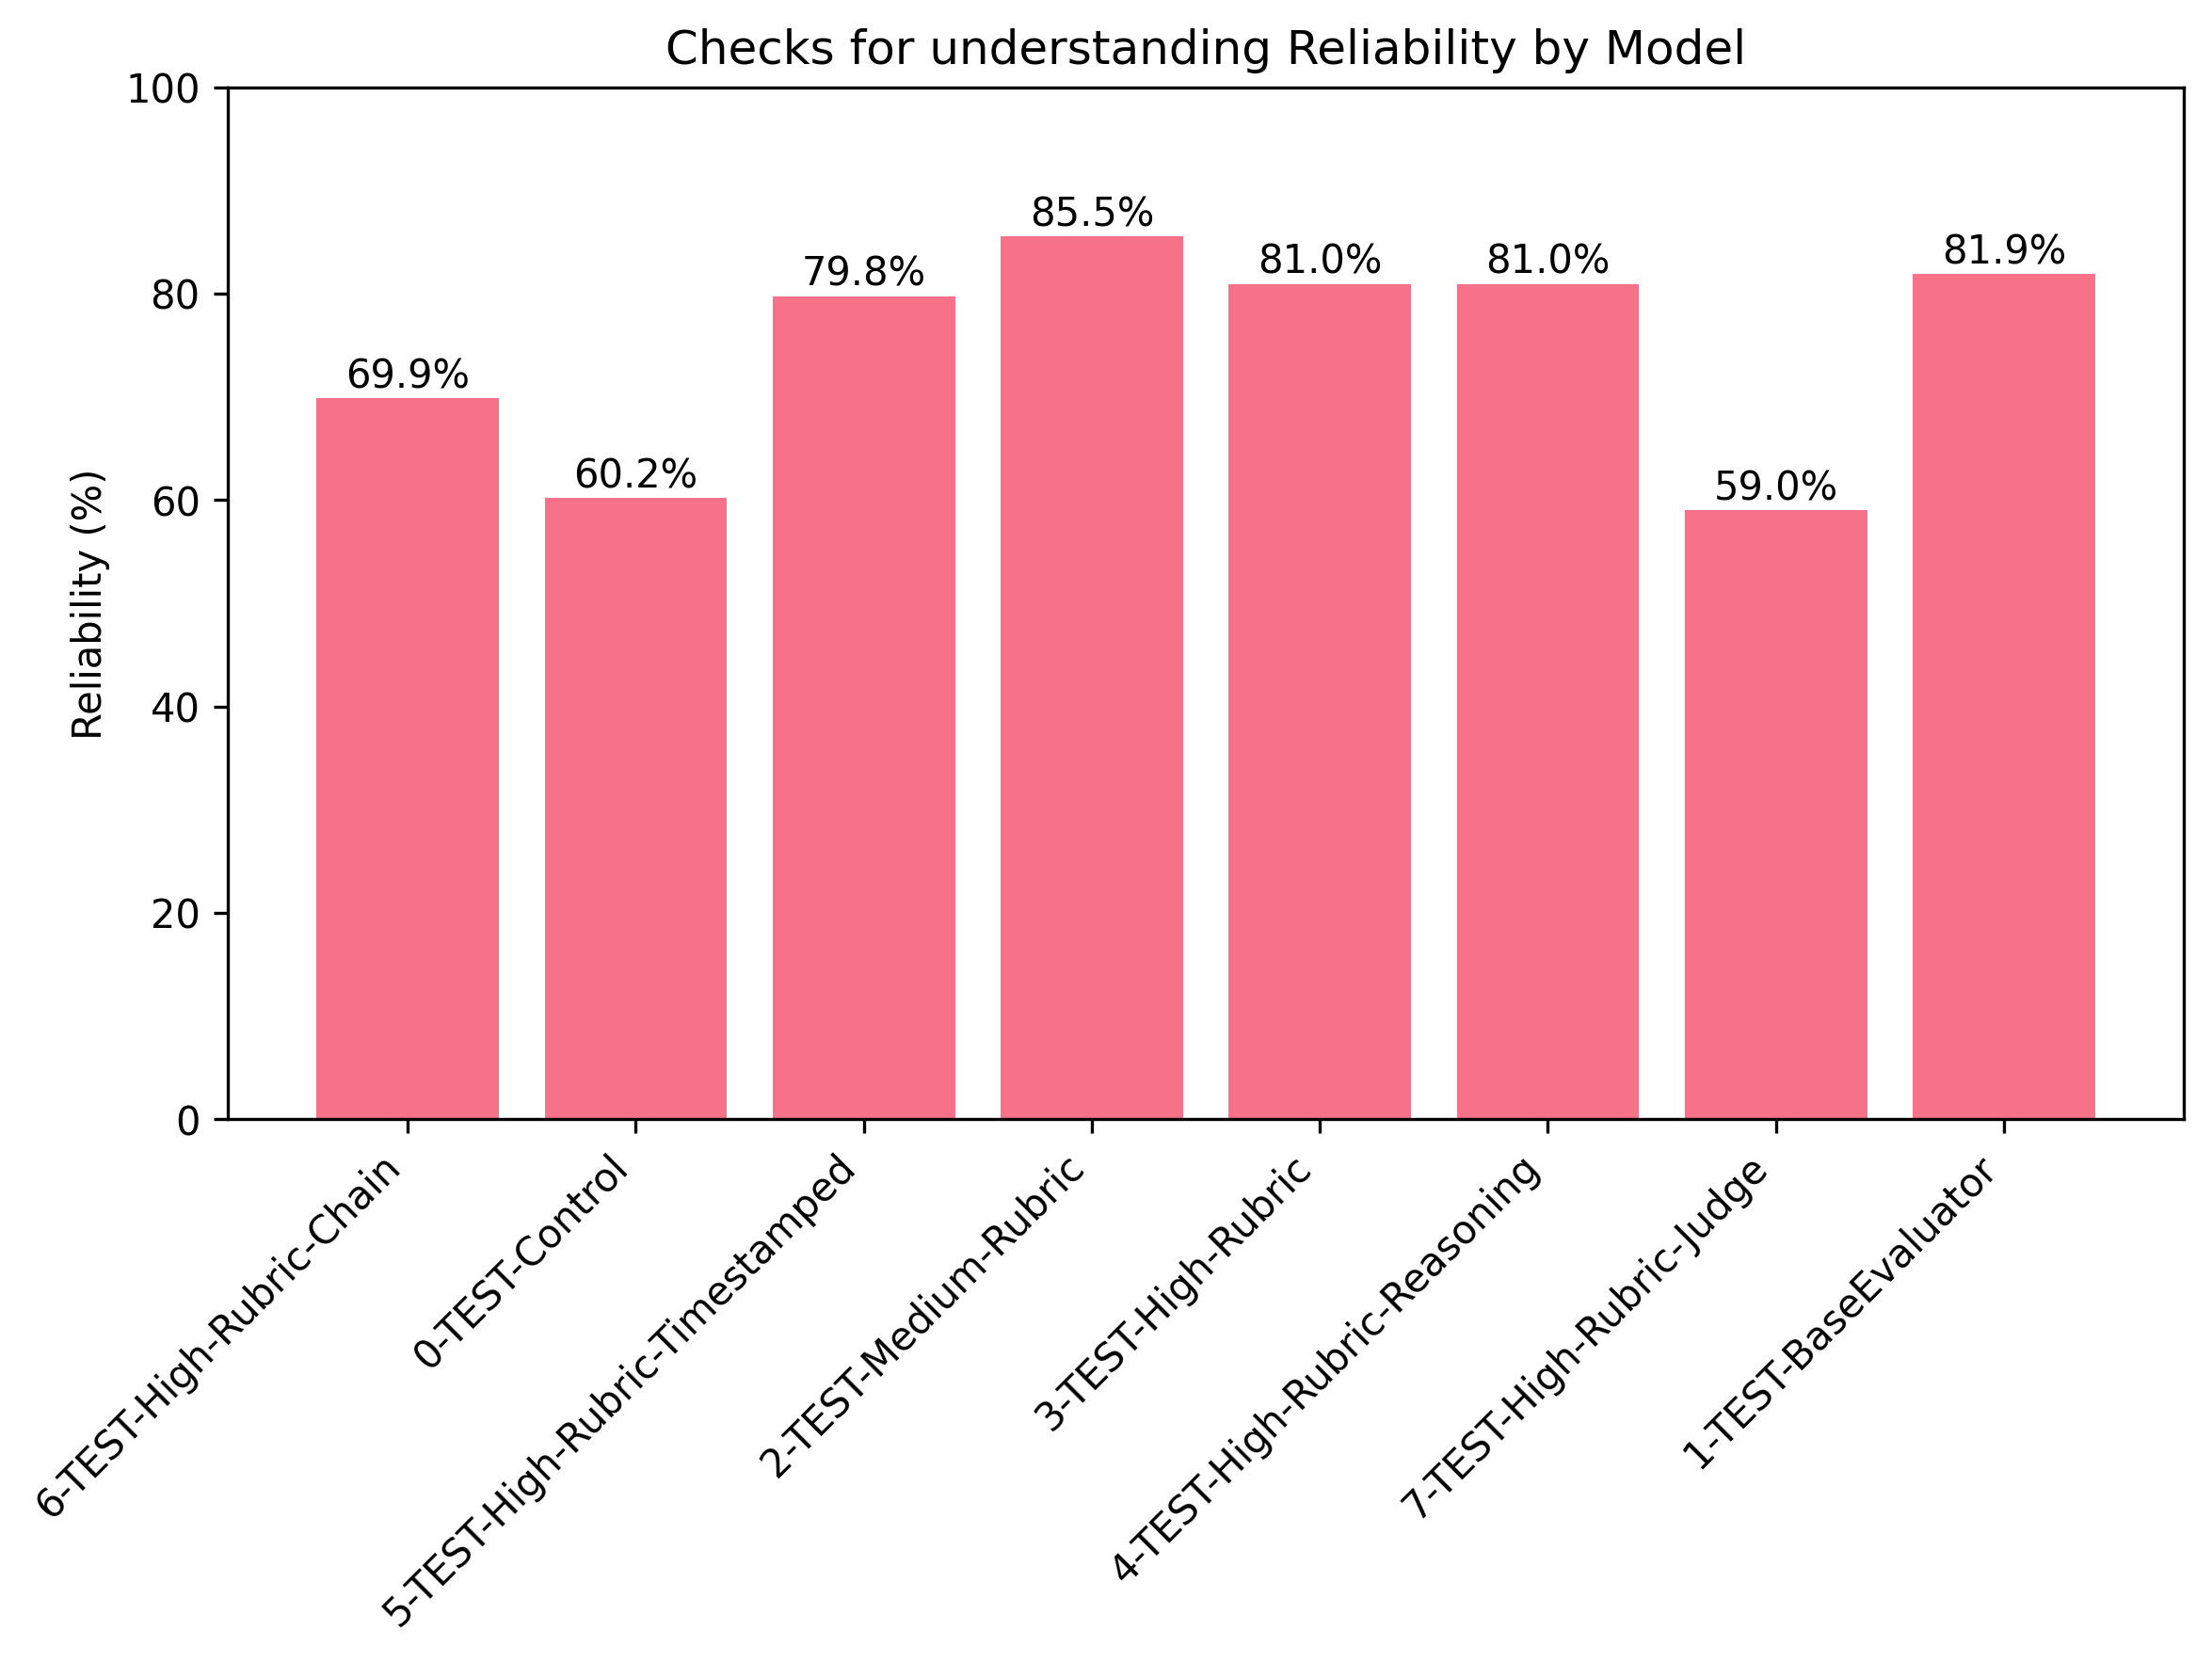 Checks for understanding Reliability by Model
Reliability (%)
100
80
60
40
20
0
69.9%
60.2%
79.8%
85.5%
81.0%
81.0%
59.0%
81.9%
6-TEST-High-Rubric-Chain
0-TEST-Control
5-TEST-High-Rubric-Timestamped
2-TEST-Medium-Rubric
3-TEST-High-Rubric
4-TEST-High-Rubric-Reasoning
7-TEST-High-Rubric-Judge
1-TEST-BaseEvaluator